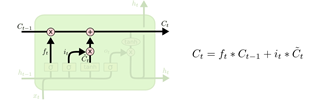 C_{t-1} C_t
f_t i_t C̃_t
C_t = f_t * C_{t-1} + i_t * C̃_t